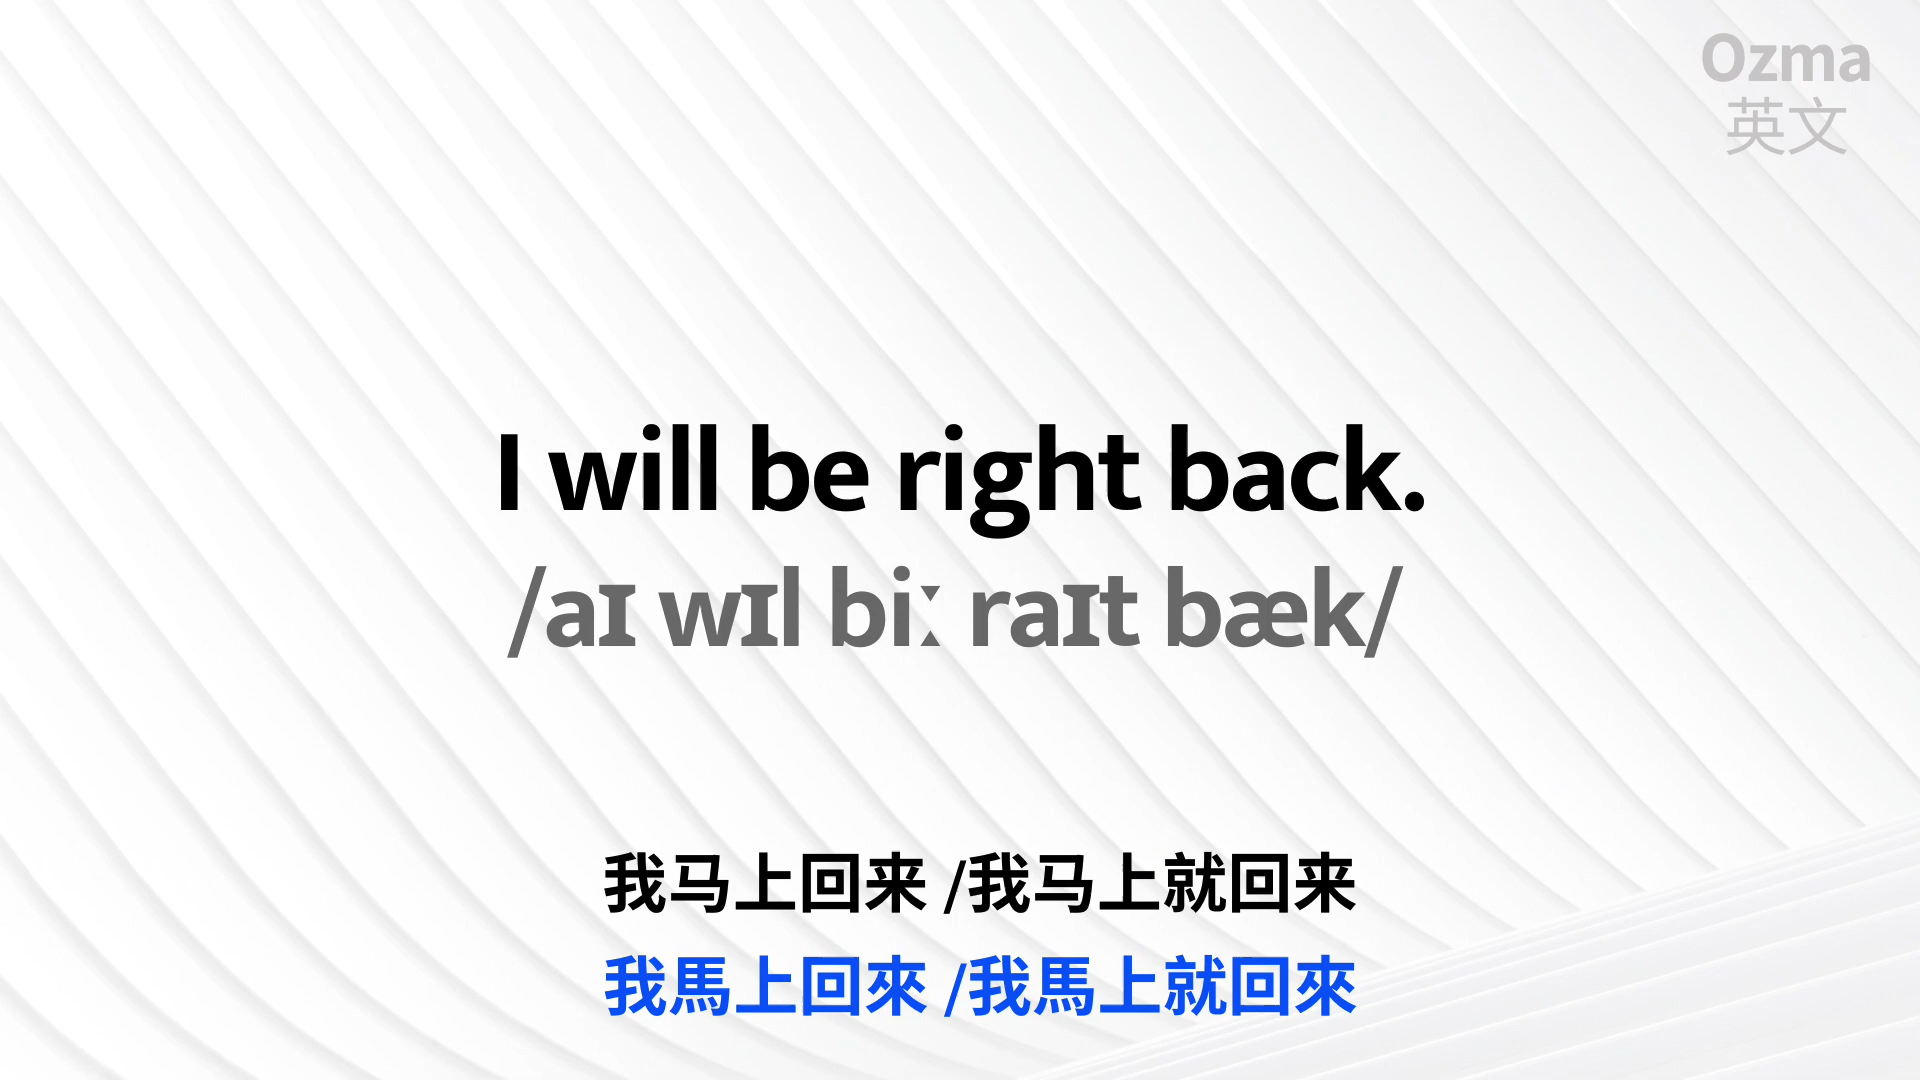 Ozma
英文
I will be right back.
/aɪ wɪl biː raɪt bæk/
我马上回来 /我马上就回来
我馬上回來 /我馬上就回來